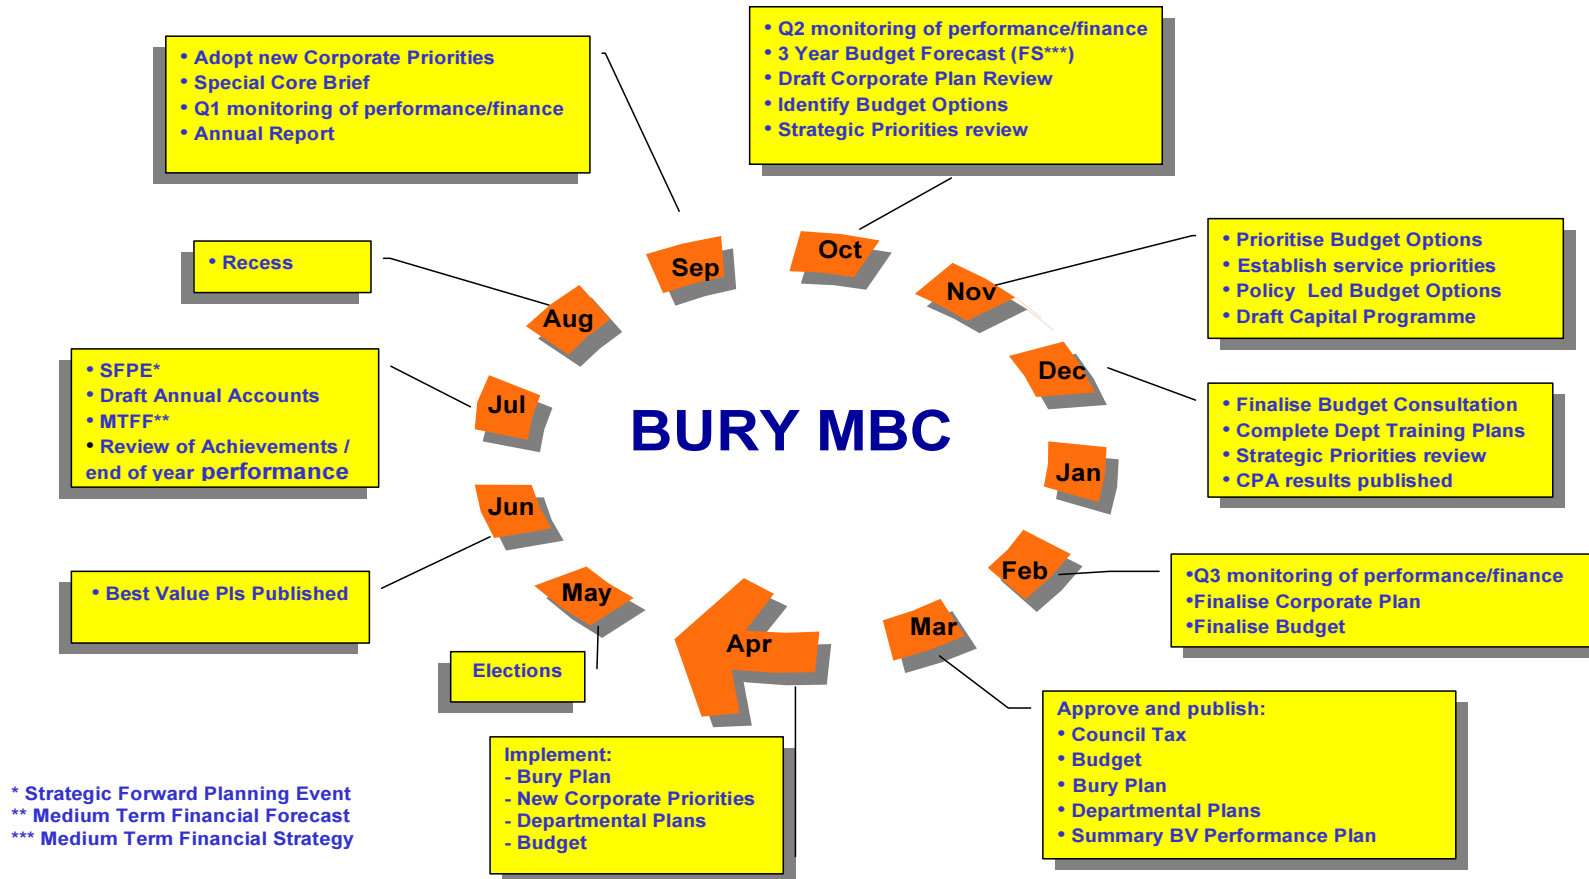 • Adopt new Corporate Priorities
• Special Core Brief
• Q1 monitoring of performance/finance
• Annual Report
• Q2 monitoring of performance/finance
• 3 Year Budget Forecast (FS***)
• Draft Corporate Plan Review
• Identify Budget Options
• Strategic Priorities review
• Recess
Sep
Oct
Nov
• Prioritise Budget Options
• Establish service priorities
• Policy Led Budget Options
• Draft Capital Programme
Aug
• SFPE*
• Draft Annual Accounts
• MTFF**
• Review of Achievements /
end of year performance
Jul
BURY MBC
Dec
• Finalise Budget Consultation
• Complete Dept Training Plans
• Strategic Priorities review
• CPA results published
Jan
Jun
• Best Value PIs Published
May
Elections
Apr
Mar
Feb
•Q3 monitoring of performance/finance
•Finalise Corporate Plan
•Finalise Budget
Implement:
- Bury Plan
- New Corporate Priorities
- Departmental Plans
- Budget
Approve and publish:
• Council Tax
• Budget
• Bury Plan
• Departmental Plans
• Summary BV Performance Plan
* Strategic Forward Planning Event
** Medium Term Financial Forecast
*** Medium Term Financial Strategy